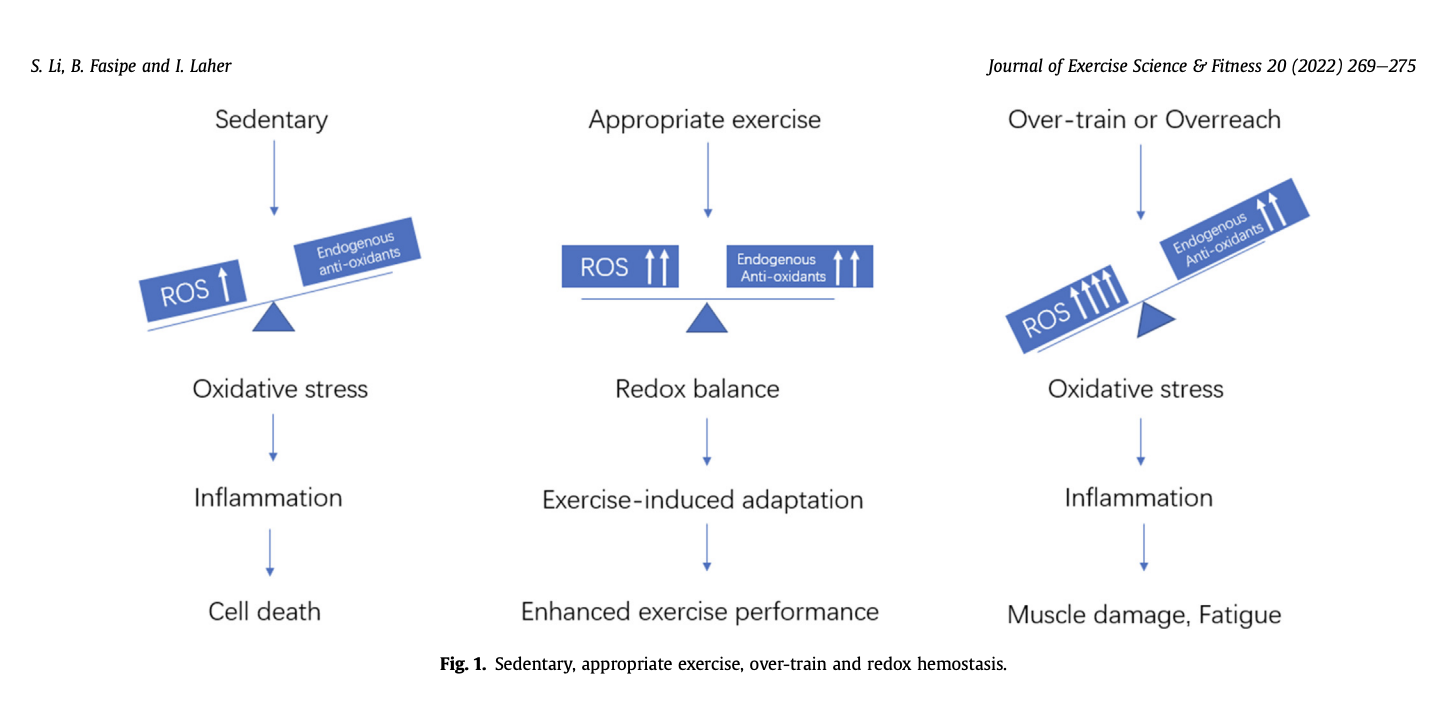 S. Li, B. Fasipe and I. Laher
Journal of Exercise Science & Fitness 20 (2022) 269–275
Sedentary
ROS
Endogenous
anti-oxidants
Oxidative stress
Inflammation
Cell death
Appropriate exercise
ROS
Endogenous
Anti-oxidants
Redox balance
Exercise-induced adaptation
Enhanced exercise performance
Over-train or Overreach
ROS
Endogenous
Anti-oxidants
Oxidative stress
Inflammation
Muscle damage, Fatigue
Fig. 1. Sedentary, appropriate exercise, over-train and redox hemostasis.